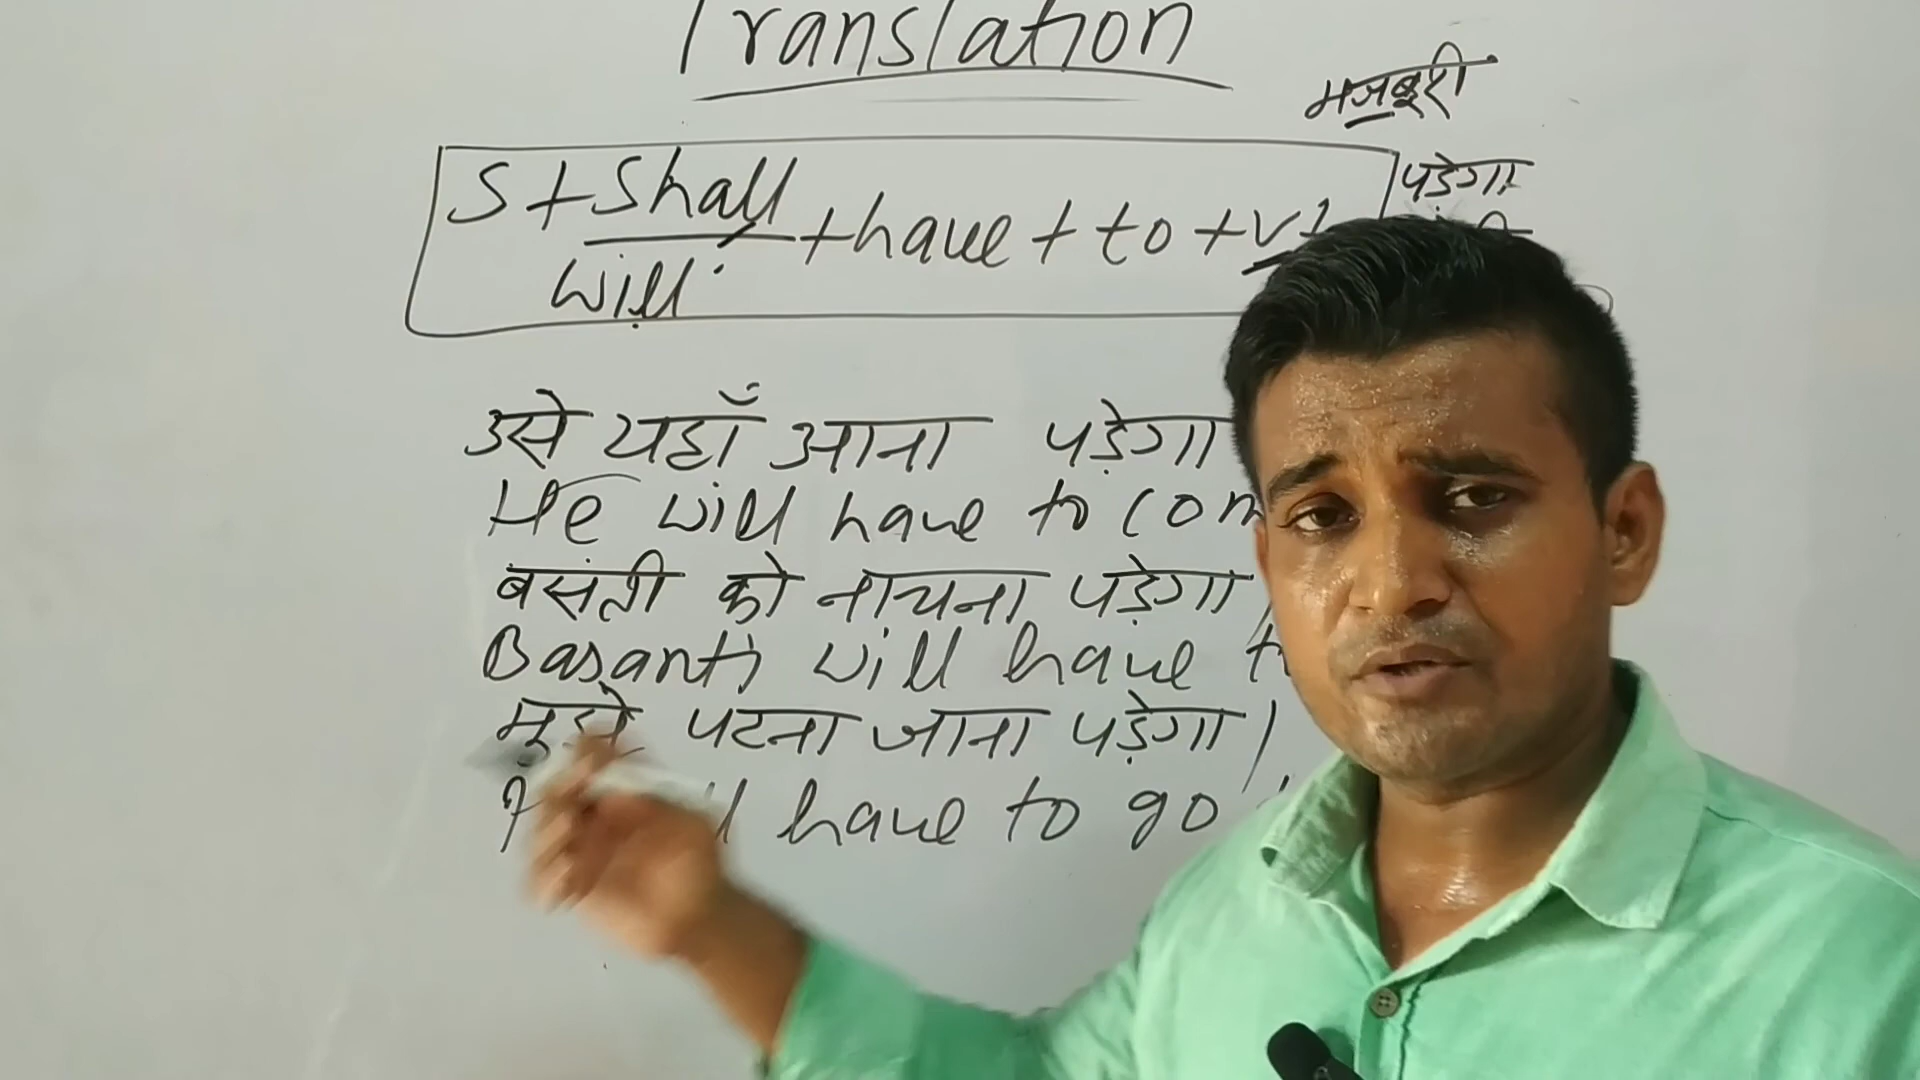 Translation
मजबूरी
S + Shall + have + to + V1
will
पड़ेगा
उसे यहाँ आना पड़ेगा
He will have to
बसंती को नाचना पड़ेगा
Basanti will have
मुझे पटना जाना पड़ेगा।
have to go